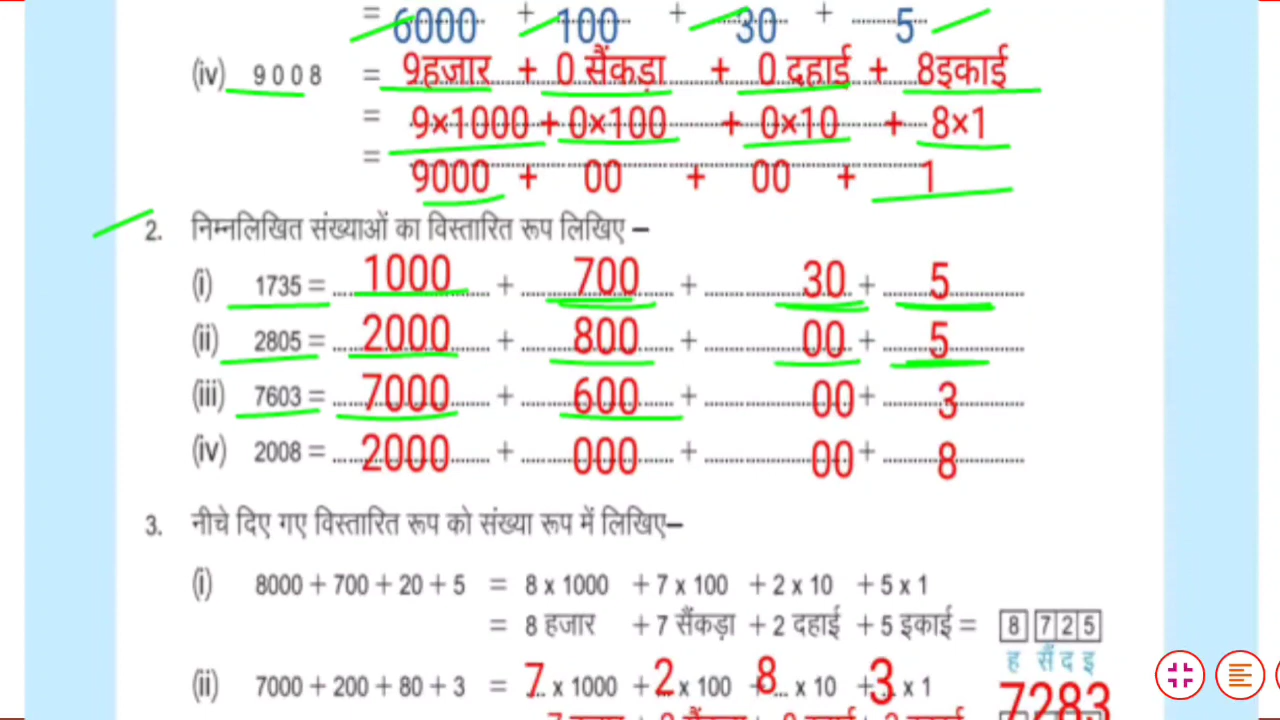 = 6000 + 100 + 30 + 5
(iv) 9 0 0 8 = 9हजार + 0 सैंकड़ा + 0 दहाई + 8इकाई
= 9×1000 + 0×100 + 0×10 + 8×1
= 9000 + 00 + 00 + 1
2. निम्नलिखित संख्याओं का विस्तारित रूप लिखिए –
(i) 1735 = 1000 + 700 + 30 + 5
(ii) 2805 = 2000 + 800 + 00 + 5
(iii) 7603 = 7000 + 600 + 00 + 3
(iv) 2008 = 2000 + 000 + 00 + 8
3. नीचे दिए गए विस्तारित रूप को संख्या रूप में लिखिए–
(i) 8000 + 700 + 20 + 5 = 8 x 1000 + 7 x 100 + 2 x 10 + 5 x 1
= 8 हजार + 7 सैंकड़ा + 2 दहाई + 5 इकाई = 8 7 2 5
ह सैं द इ
(ii) 7000 + 200 + 80 + 3 = 7 x 1000 + 2 x 100 + 8 x 10 + 3 x 1
7283